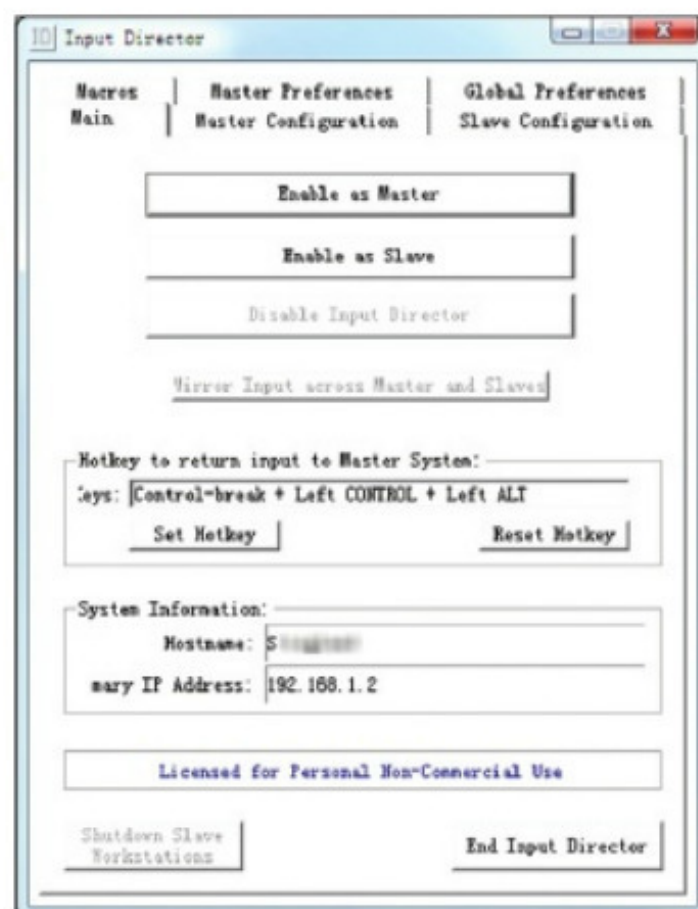 ID Input Director
Macros Master Preferences Global Preferences
Main Master Configuration Slave Configuration
Enable as Master
Enable as Slave
Disable Input Director
Mirror Input across Master and Slaves
Hotkey to return input to Master System:
Keys: Control-break + Left CONTROL + Left ALT
Set Hotkey Reset Hotkey
System Information:
Hostname: S
mary IP Address: 192.168.1.2
Licensed for Personal Non-Commercial Use
Shutdown Slave
Workstations
End Input Director